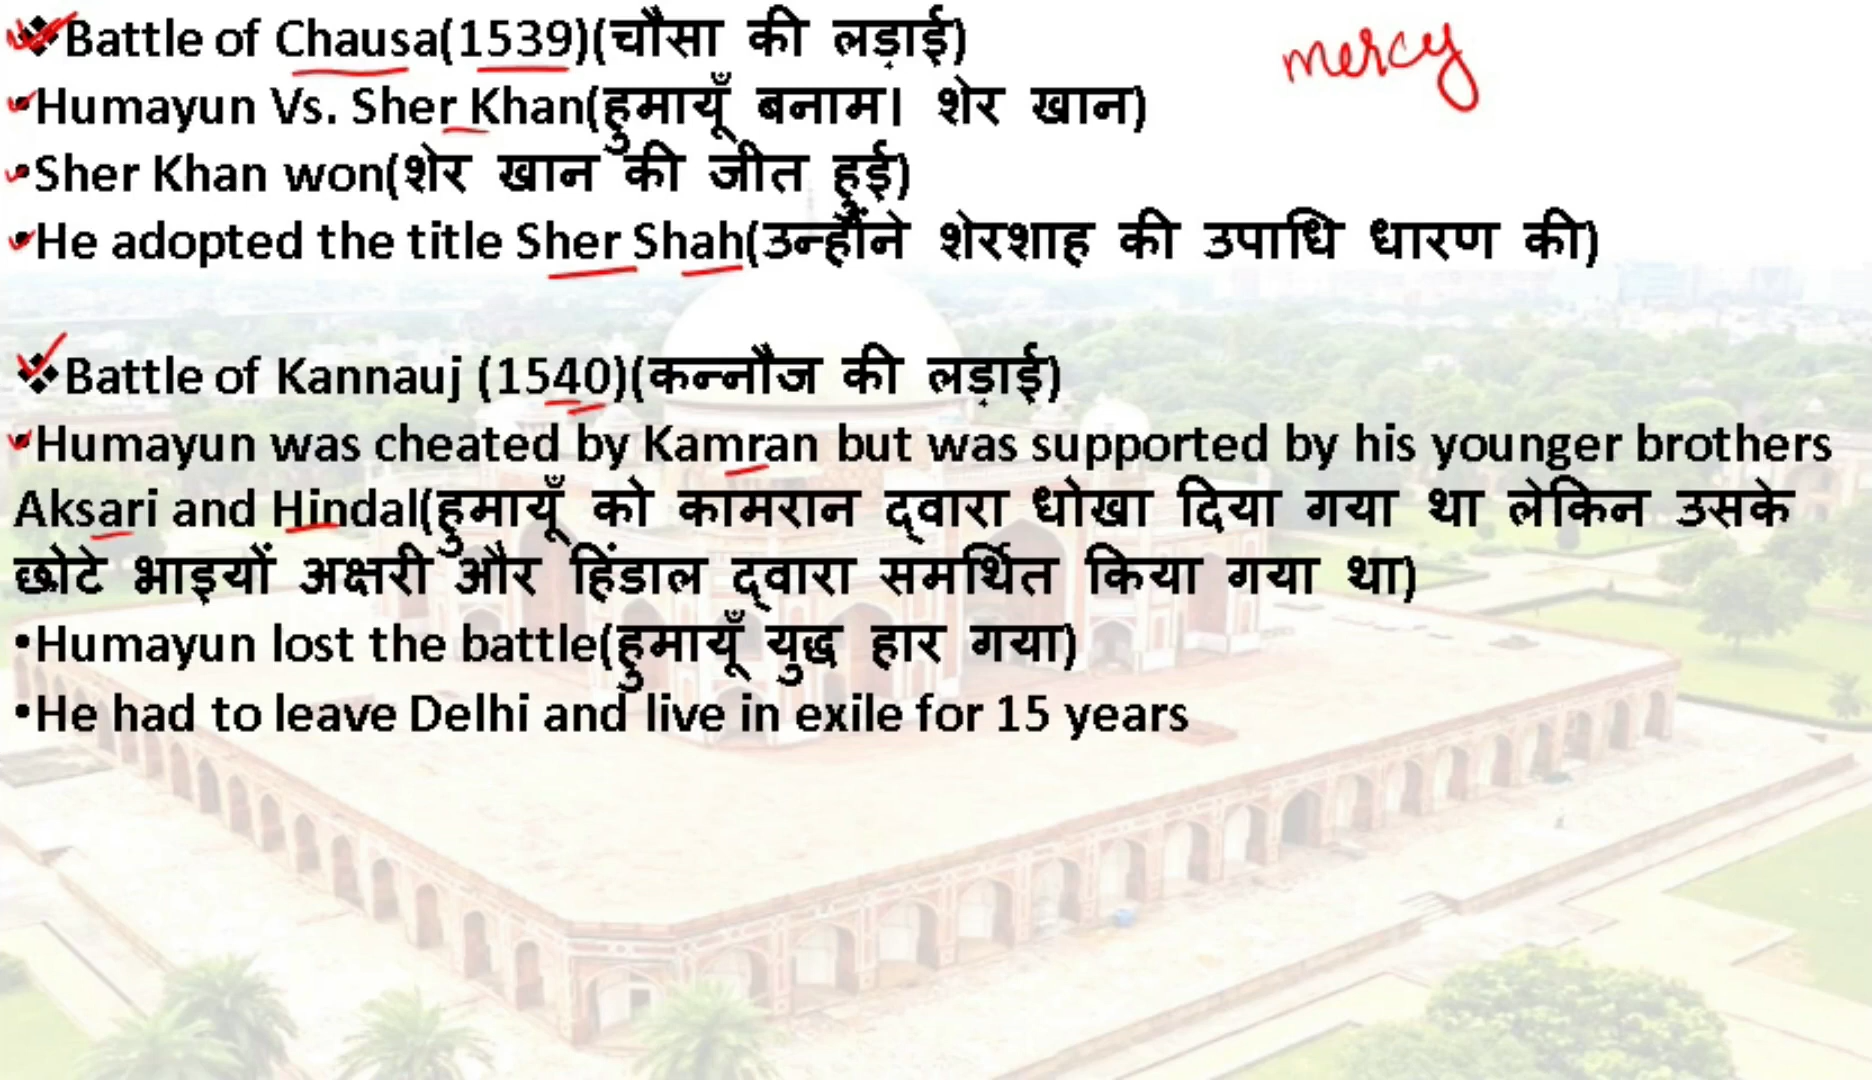 ❖Battle of Chausa(1539)(चौसा की लड़ाई)
mercy
•Humayun Vs. Sher Khan(हुमायूँ बनाम। शेर खान)
•Sher Khan won(शेर खान की जीत हुई)
•He adopted the title Sher Shah(उन्होंने शेरशाह की उपाधि धारण की)
❖Battle of Kannauj (1540)(कन्नौज की लड़ाई)
•Humayun was cheated by Kamran but was supported by his younger brothers
Aksari and Hindal(हुमायूँ को कामरान द्वारा धोखा दिया गया था लेकिन उसके
छोटे भाइयों अक्षरी और हिंडाल द्वारा समर्थित किया गया था)
•Humayun lost the battle(हुमायूँ युद्ध हार गया)
•He had to leave Delhi and live in exile for 15 years